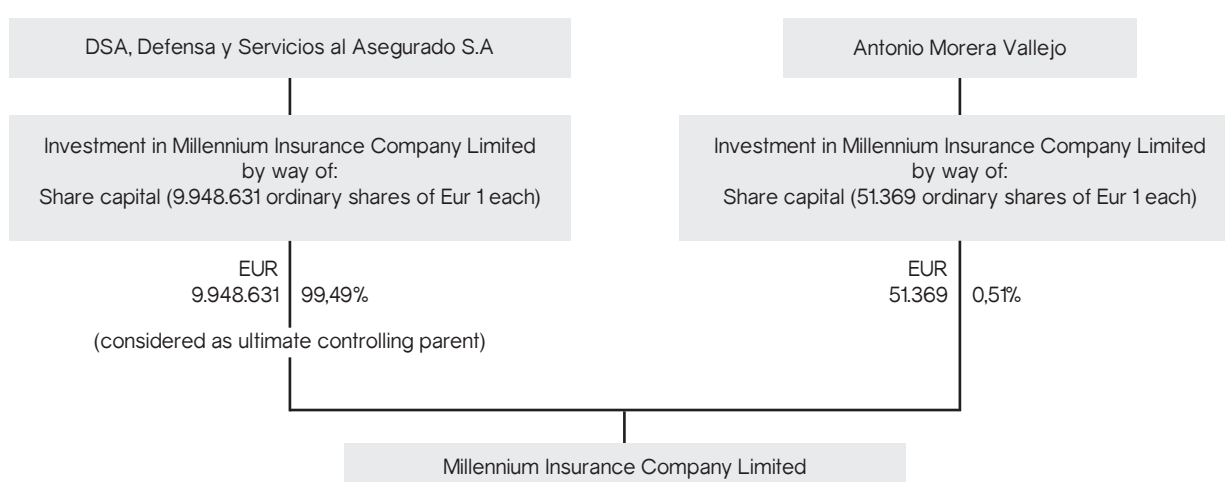 DSA, Defensa y Servicios al Asegurado S.A
Investment in Millennium Insurance Company Limited
by way of:
Share capital (9.948.631 ordinary shares of Eur 1 each)
EUR
9.948.631 99,49%
(considered as ultimate controlling parent)
Antonio Morera Vallejo
Investment in Millennium Insurance Company Limited
by way of:
Share capital (51.369 ordinary shares of Eur 1 each)
EUR
51.369 0,51%
Millennium Insurance Company Limited